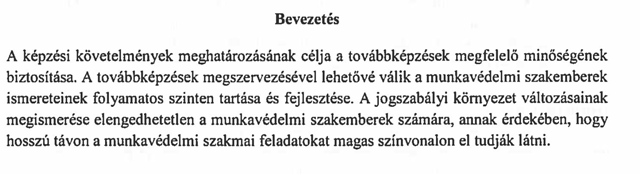 Bevezetés
A képzési követelmények meghatározásának célja a továbbképzések megfelelő minőségének
biztosítása. A továbbképzések megszervezésével lehetővé válik a munkavédelmi szakemberek
ismereteinek folyamatos szinten tartása és fejlesztése. A jogszabályi környezet változásainak
megismerése elengedhetetlen a munkavédelmi szakemberek számára, annak érdekében, hogy
hosszú távon a munkavédelmi szakmai feladatokat magas színvonalon el tudják látni.